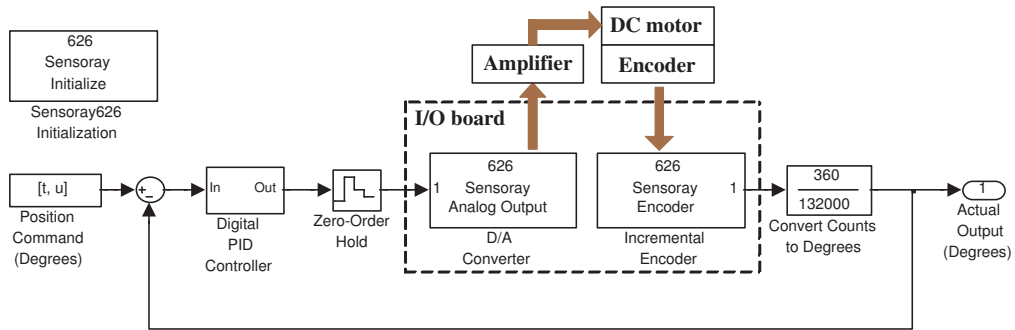 626
Sensoray
Initialize
Sensoray626
Initialization
Amplifier
DC motor
Encoder
I/O board
[t, u]
Position
Command
(Degrees)
+
−
In
Out
Digital
PID
Controller
Zero-Order
Hold
1
626
Sensoray
Analog Output
D/A
Converter
626
Sensoray
Encoder
1
Incremental
Encoder
360
132000
Convert Counts
to Degrees
1
Actual
Output
(Degrees)